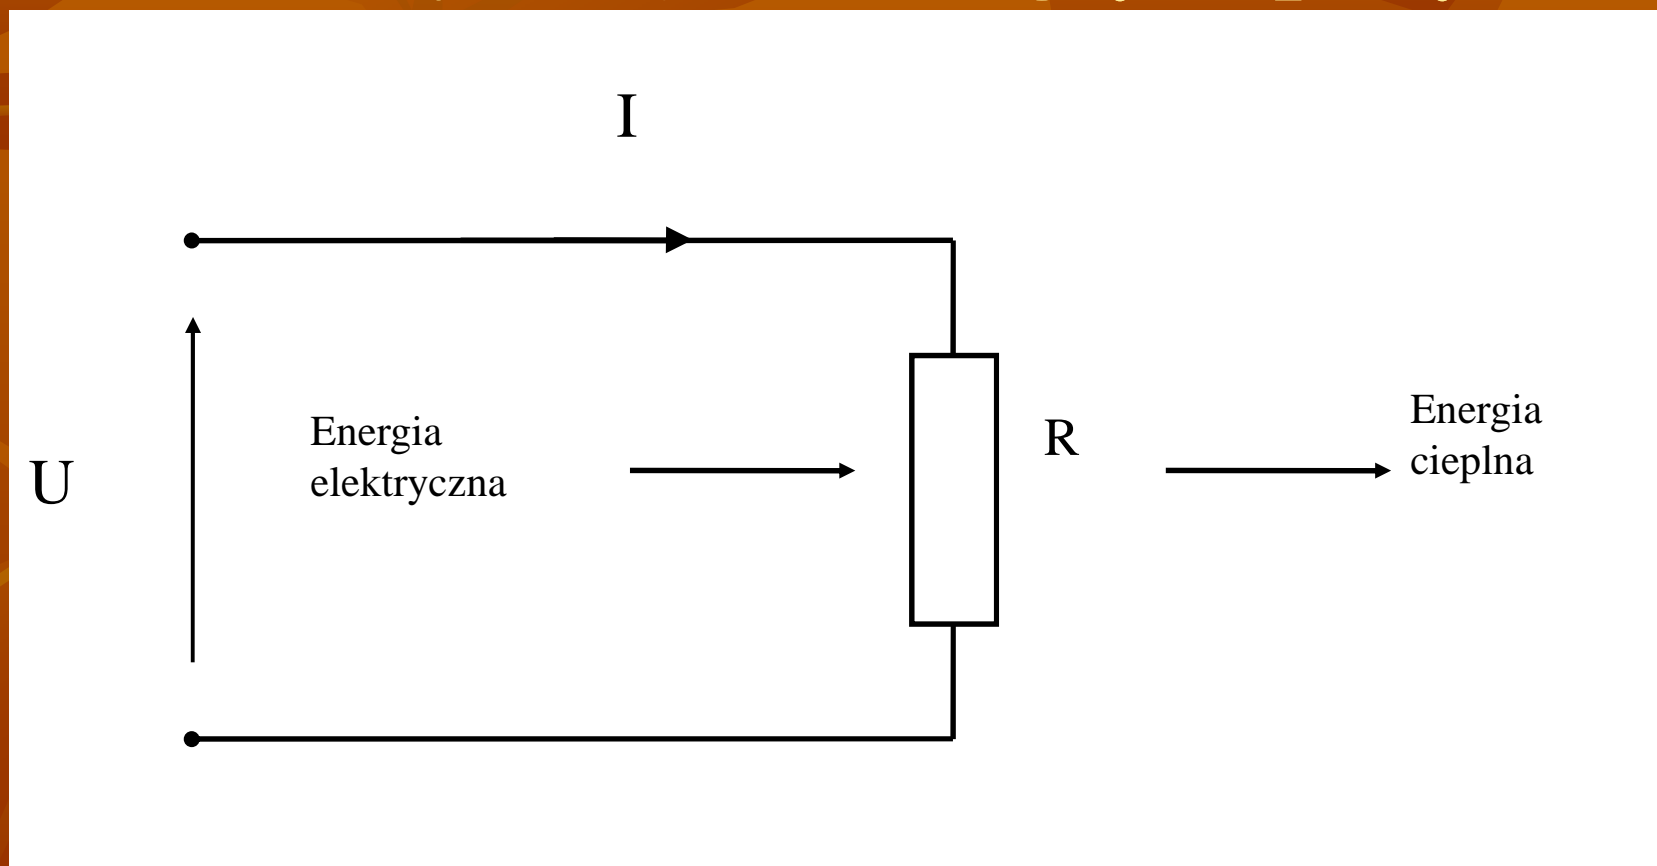 I
U
Energia
elektryczna
R
Energia
cieplna